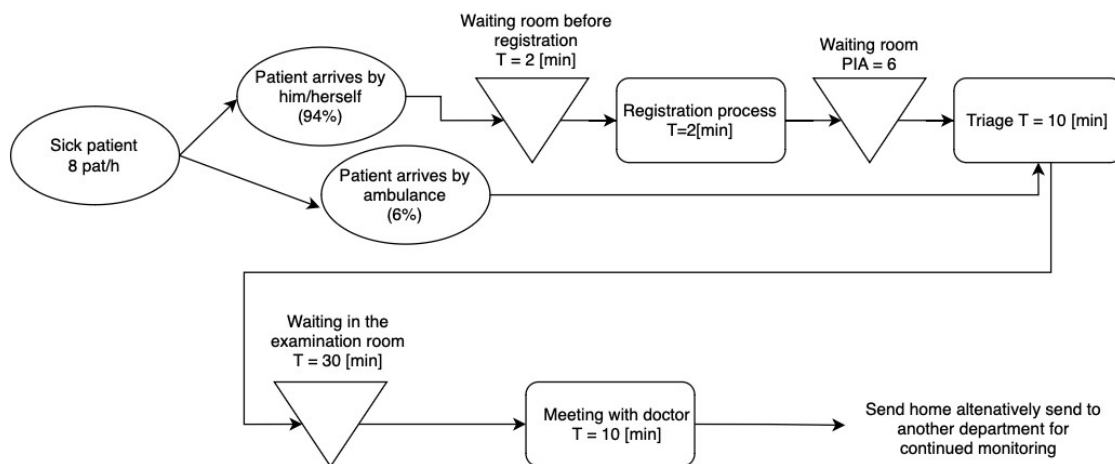 Waiting room before
registration
T = 2 [min]
Waiting room
PIA = 6
Patient arrives by
him/herself
(94%)
Registration process
T=2[min]
Triage T = 10 [min]
Sick patient
8 pat/h
Patient arrives by
ambulance
(6%)
Waiting in the
examination room
T = 30 [min]
Meeting with doctor
T = 10 [min]
Send home altenatively send to
another department for
continued monitoring